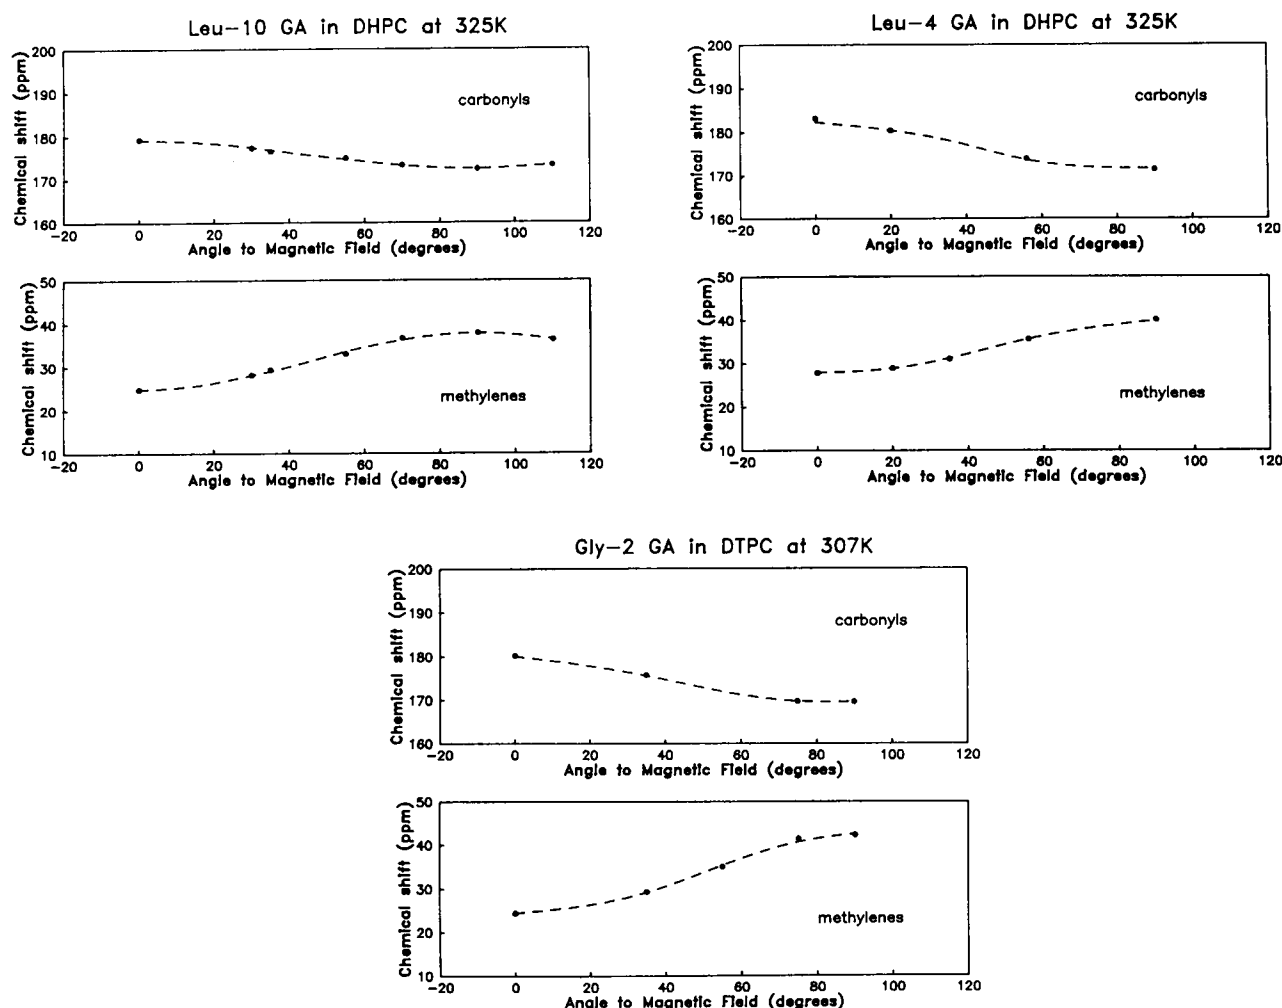 Leu-10 GA in DHPC at 325K
Chemical shift (ppm)
200
190
180
170
160
carbonyls
-20 0 20 40 60 80 100 120
Angle to Magnetic Field (degrees)
Chemical shift (ppm)
50
40
30
20
10
methylenes
-20 0 20 40 60 80 100 120
Angle to Magnetic Field (degrees)
Leu-4 GA in DHPC at 325K
Chemical shift (ppm)
200
190
180
170
160
carbonyls
-20 0 20 40 60 80 100 120
Angle to Magnetic Field (degrees)
Chemical shift (ppm)
50
40
30
20
10
methylenes
-20 0 20 40 60 80 100 120
Angle to Magnetic Field (degrees)
Gly-2 GA in DTPC at 307K
Chemical shift (ppm)
200
190
180
170
160
carbonyls
-20 0 20 40 60 80 100 120
Angle to Magnetic Field (degrees)
Chemical shift (ppm)
50
40
30
20
10
methylenes
-20 0 20 40 60 80 100 120
Angle to Magnetic Field (degrees)